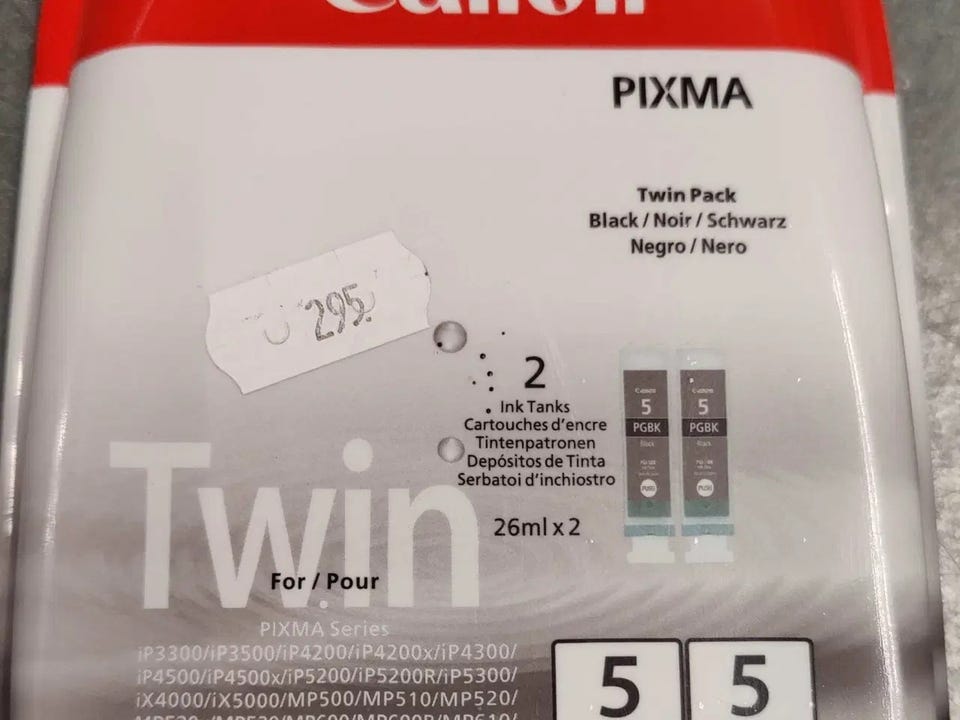 Canon
PIXMA
Twin Pack
Black / Noir / Schwarz
Negro / Nero
295.
2
Ink Tanks
Cartouches d'encre
Tintenpatronen
Depósitos de Tinta
Serbatoi d'inchiostro
26ml x 2
Canon
5
PGBK
Black
Canon
5
PGBK
Black
Twin
For / Pour
PIXMA Series
iP3300/iP3500/iP4200/iP4200x/iP4300/
iP4500/iP4500x/iP5200/iP5200R/iP5300/
iX4000/iX5000/MP500/MP510/MP520/
5
5